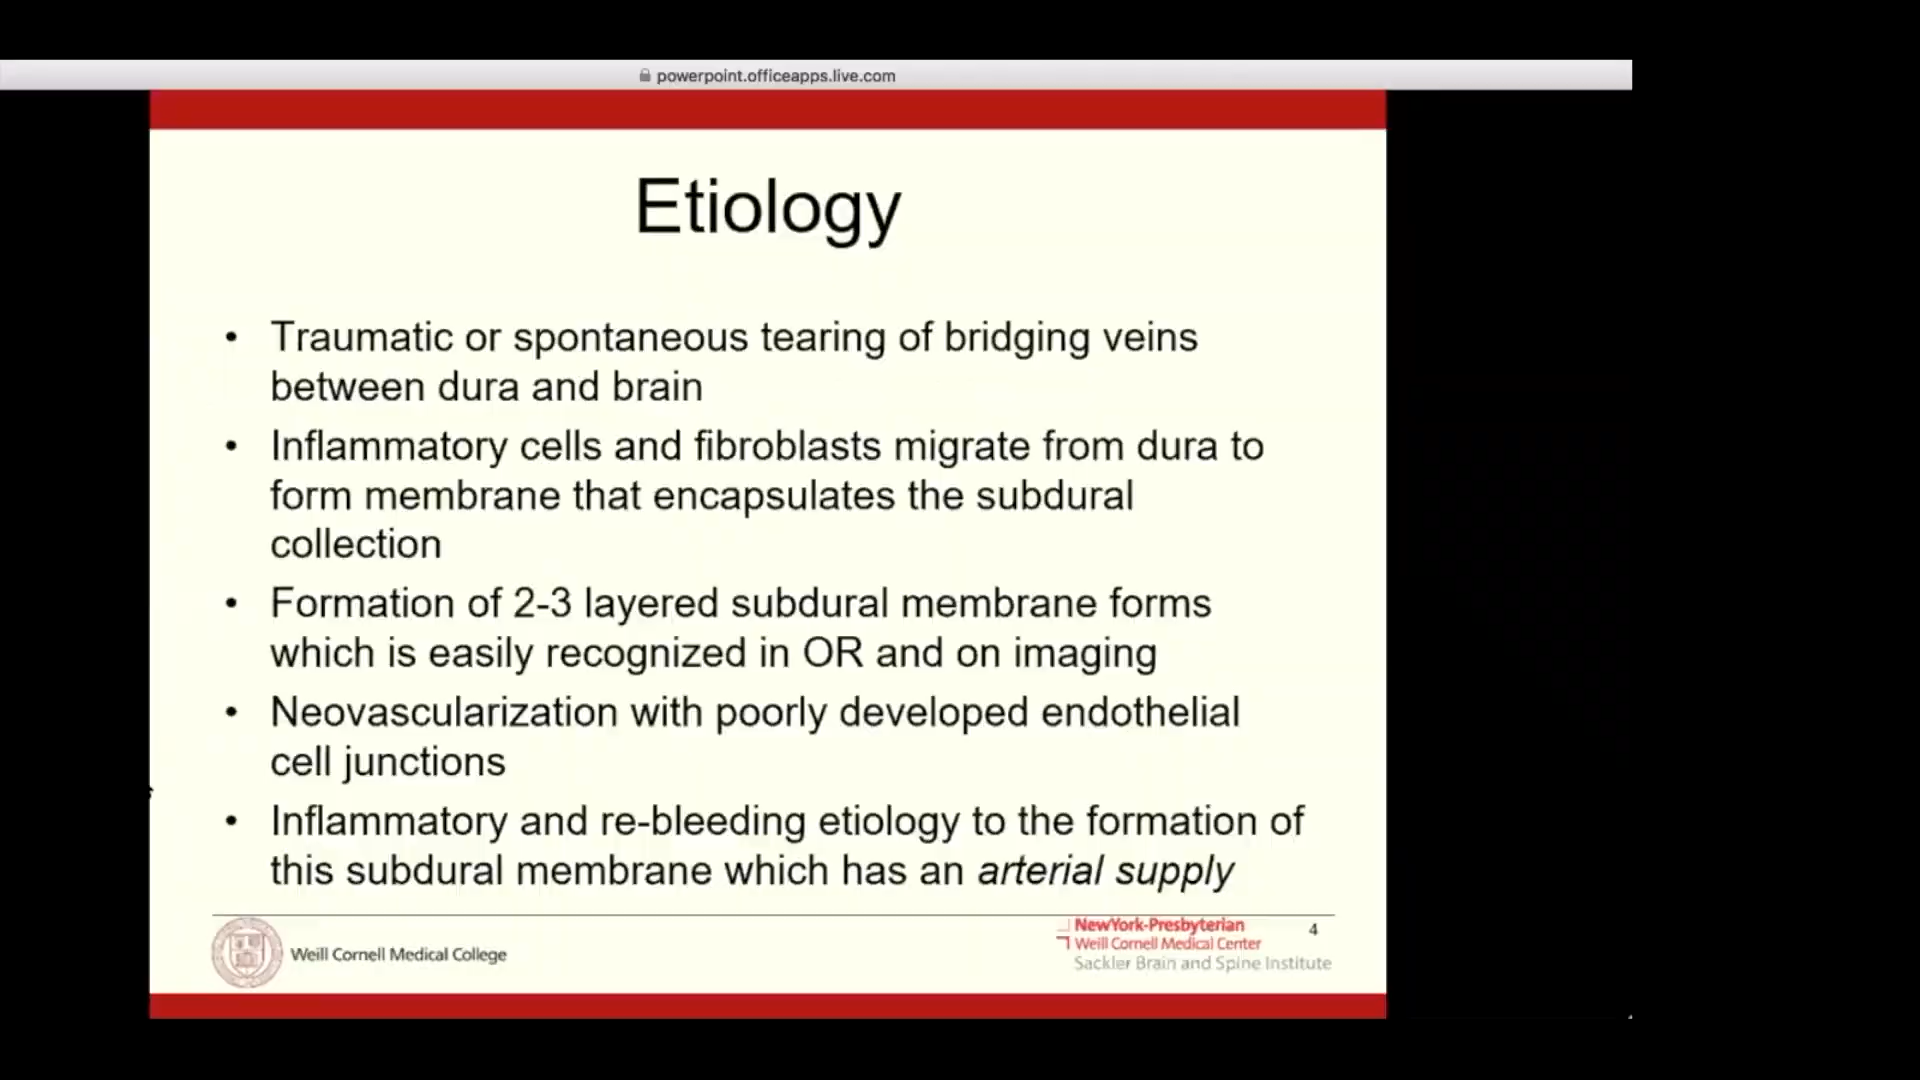 powerpoint.officeapps.live.com
Etiology
• Traumatic or spontaneous tearing of bridging veins
between dura and brain
• Inflammatory cells and fibroblasts migrate from dura to
form membrane that encapsulates the subdural
collection
• Formation of 2-3 layered subdural membrane forms
which is easily recognized in OR and on imaging
• Neovascularization with poorly developed endothelial
cell junctions
• Inflammatory and re-bleeding etiology to the formation of
this subdural membrane which has an arterial supply
Weill Cornell Medical College
NewYork-Presbyterian
Weill Cornell Medical Center
Sackler Brain and Spine Institute
4